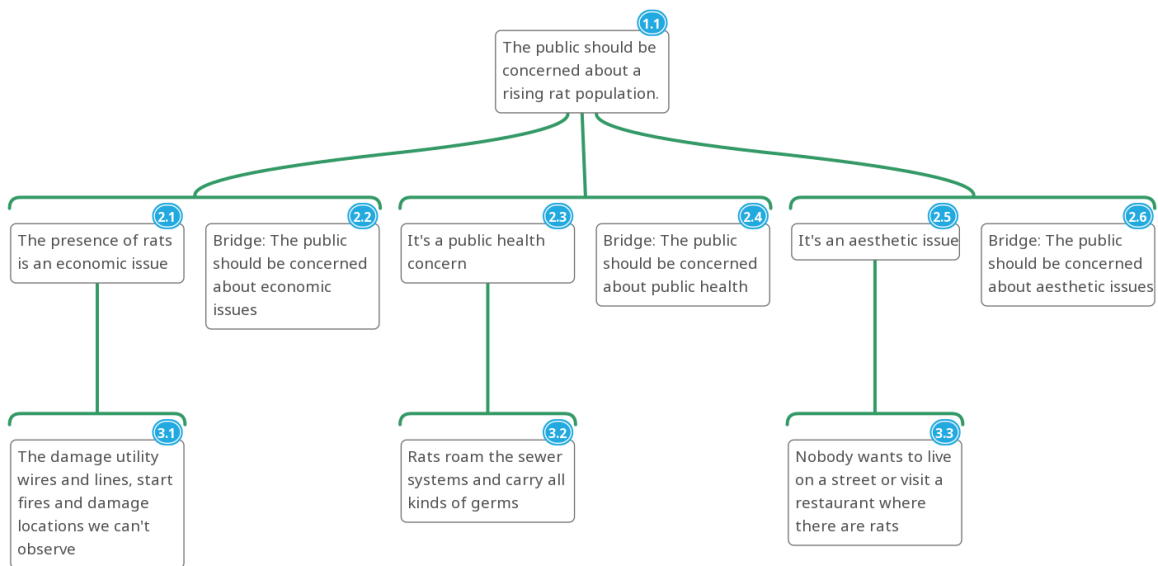 1.1
The public should be
concerned about a
rising rat population.
2.1
The presence of rats
is an economic issue
2.2
Bridge: The public
should be concerned
about economic
issues
2.3
It's a public health
concern
2.4
Bridge: The public
should be concerned
about public health
2.5
It's an aesthetic issue
2.6
Bridge: The public
should be concerned
about aesthetic issues
3.1
The damage utility
wires and lines, start
fires and damage
locations we can't
observe
3.2
Rats roam the sewer
systems and carry all
kinds of germs
3.3
Nobody wants to live
on a street or visit a
restaurant where
there are rats